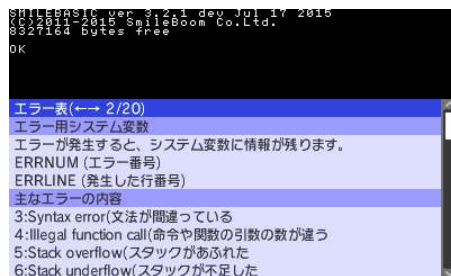 SMILEBASIC ver 3.2.1 dev Jul 17 2015
(C)2011-2015 SmileBoom Co.Ltd.
8327164 bytes free
OK
エラー表(←→ 2/20)
エラー用システム変数
エラーが発生すると、システム変数に情報が残ります。
ERRNUM (エラー番号)
ERRLINE (発生した行番号)
主なエラーの内容
3:Syntax error(文法が間違っている
4:Illegal function call(命令や関数の引数の数が違う
5:Stack overflow(スタックがあふれた
6:Stack underflow(スタックが不足した